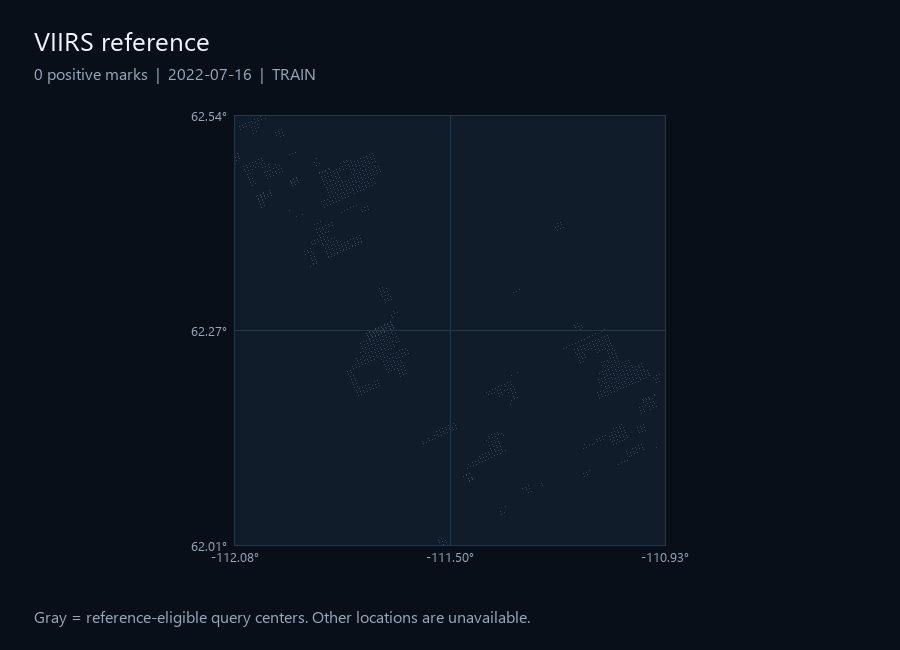 VIIRS reference
0 positive marks | 2022-07-16 | TRAIN
62.54°
62.27°
62.01°
-112.08°
-111.50°
-110.93°
Gray = reference-eligible query centers. Other locations are unavailable.